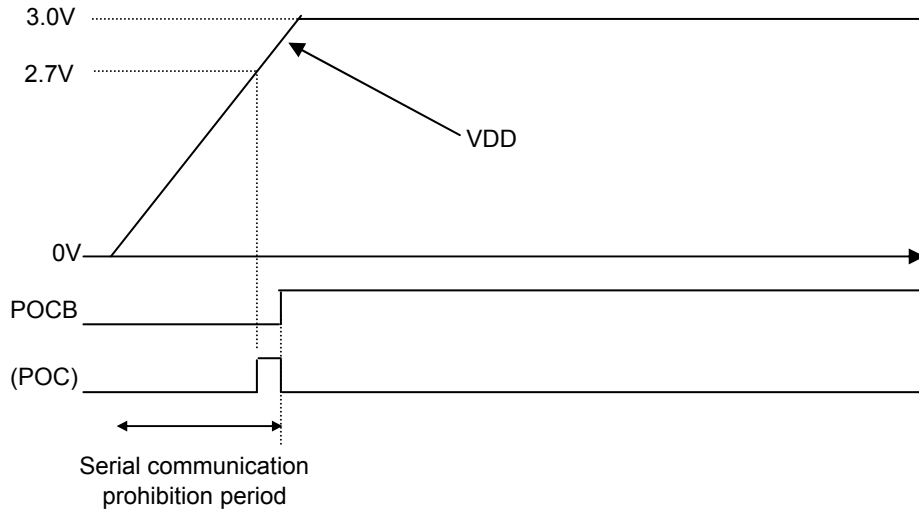 3.0V
2.7V
VDD
0V
POCB
(POC)
Serial communication
prohibition period